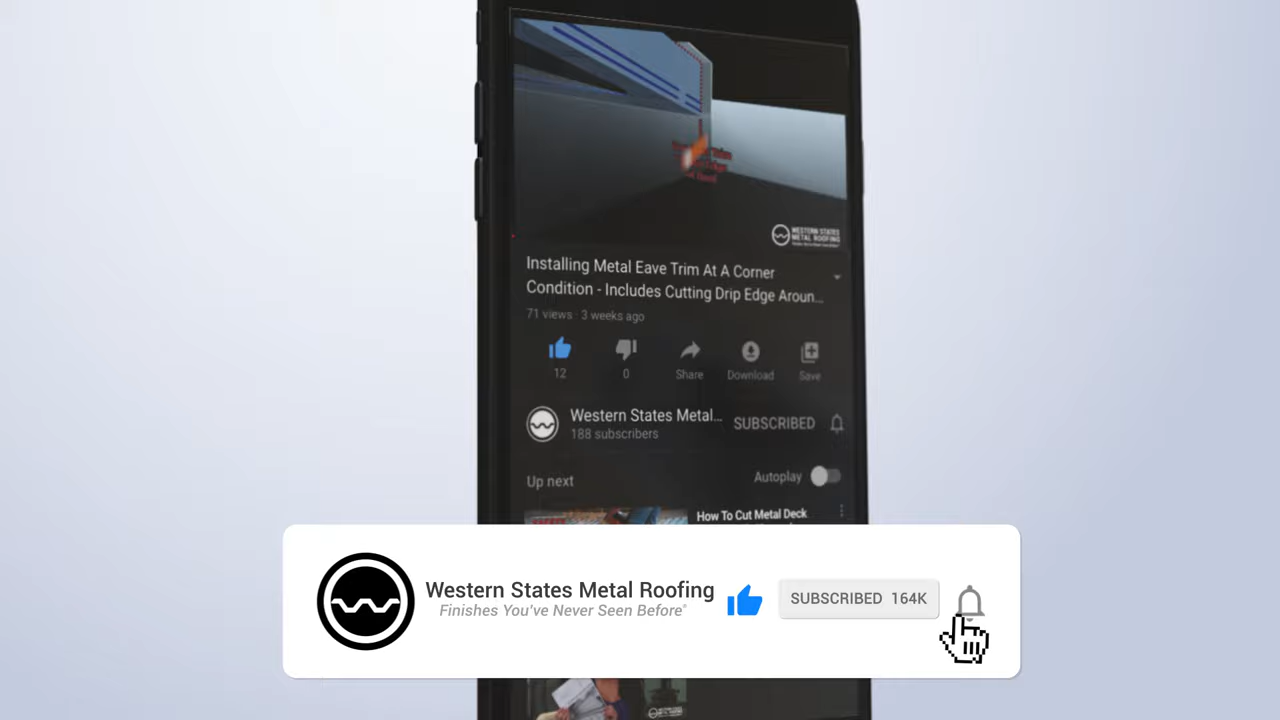 WESTERN STATES
METAL ROOFING
Installing Metal Eave Trim At A Corner
Condition - Includes Cutting Drip Edge Aroun...
71 views · 3 weeks ago
12
0
Share
Download
Save
Western States Metal...
SUBSCRIBED
188 subscribers
Up next
Autoplay
How To Cut Metal Deck
Western States Metal Roofing
SUBSCRIBED 164K
Finishes You've Never Seen Before®